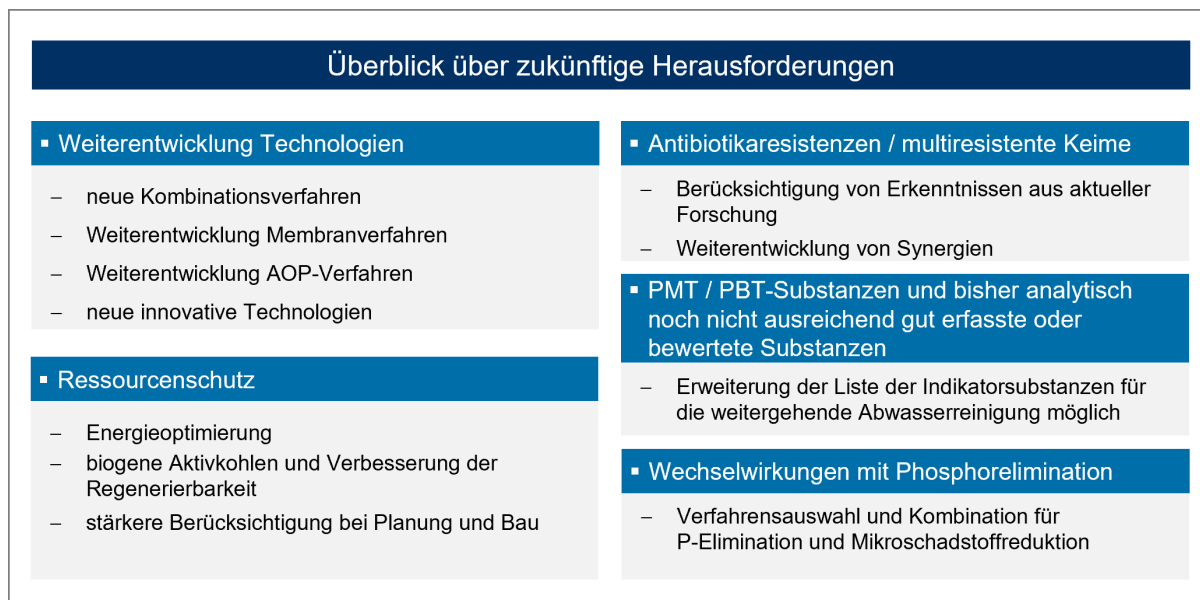 Überblick über zukünftige Herausforderungen
▪ Weiterentwicklung Technologien
– neue Kombinationsverfahren
– Weiterentwicklung Membranverfahren
– Weiterentwicklung AOP-Verfahren
– neue innovative Technologien
▪ Ressourcenschutz
– Energieoptimierung
– biogene Aktivkohlen und Verbesserung der
Regenerierbarkeit
– stärkere Berücksichtigung bei Planung und Bau
▪ Antibiotikaresistenzen / multiresistente Keime
– Berücksichtigung von Erkenntnissen aus aktueller
Forschung
– Weiterentwicklung von Synergien
▪ PMT / PBT-Substanzen und bisher analytisch
noch nicht ausreichend gut erfasste oder
bewertete Substanzen
– Erweiterung der Liste der Indikatorsubstanzen für
die weitergehende Abwasserreinigung möglich
▪ Wechselwirkungen mit Phosphorelimination
– Verfahrensauswahl und Kombination für
P-Elimination und Mikroschadstoffreduktion